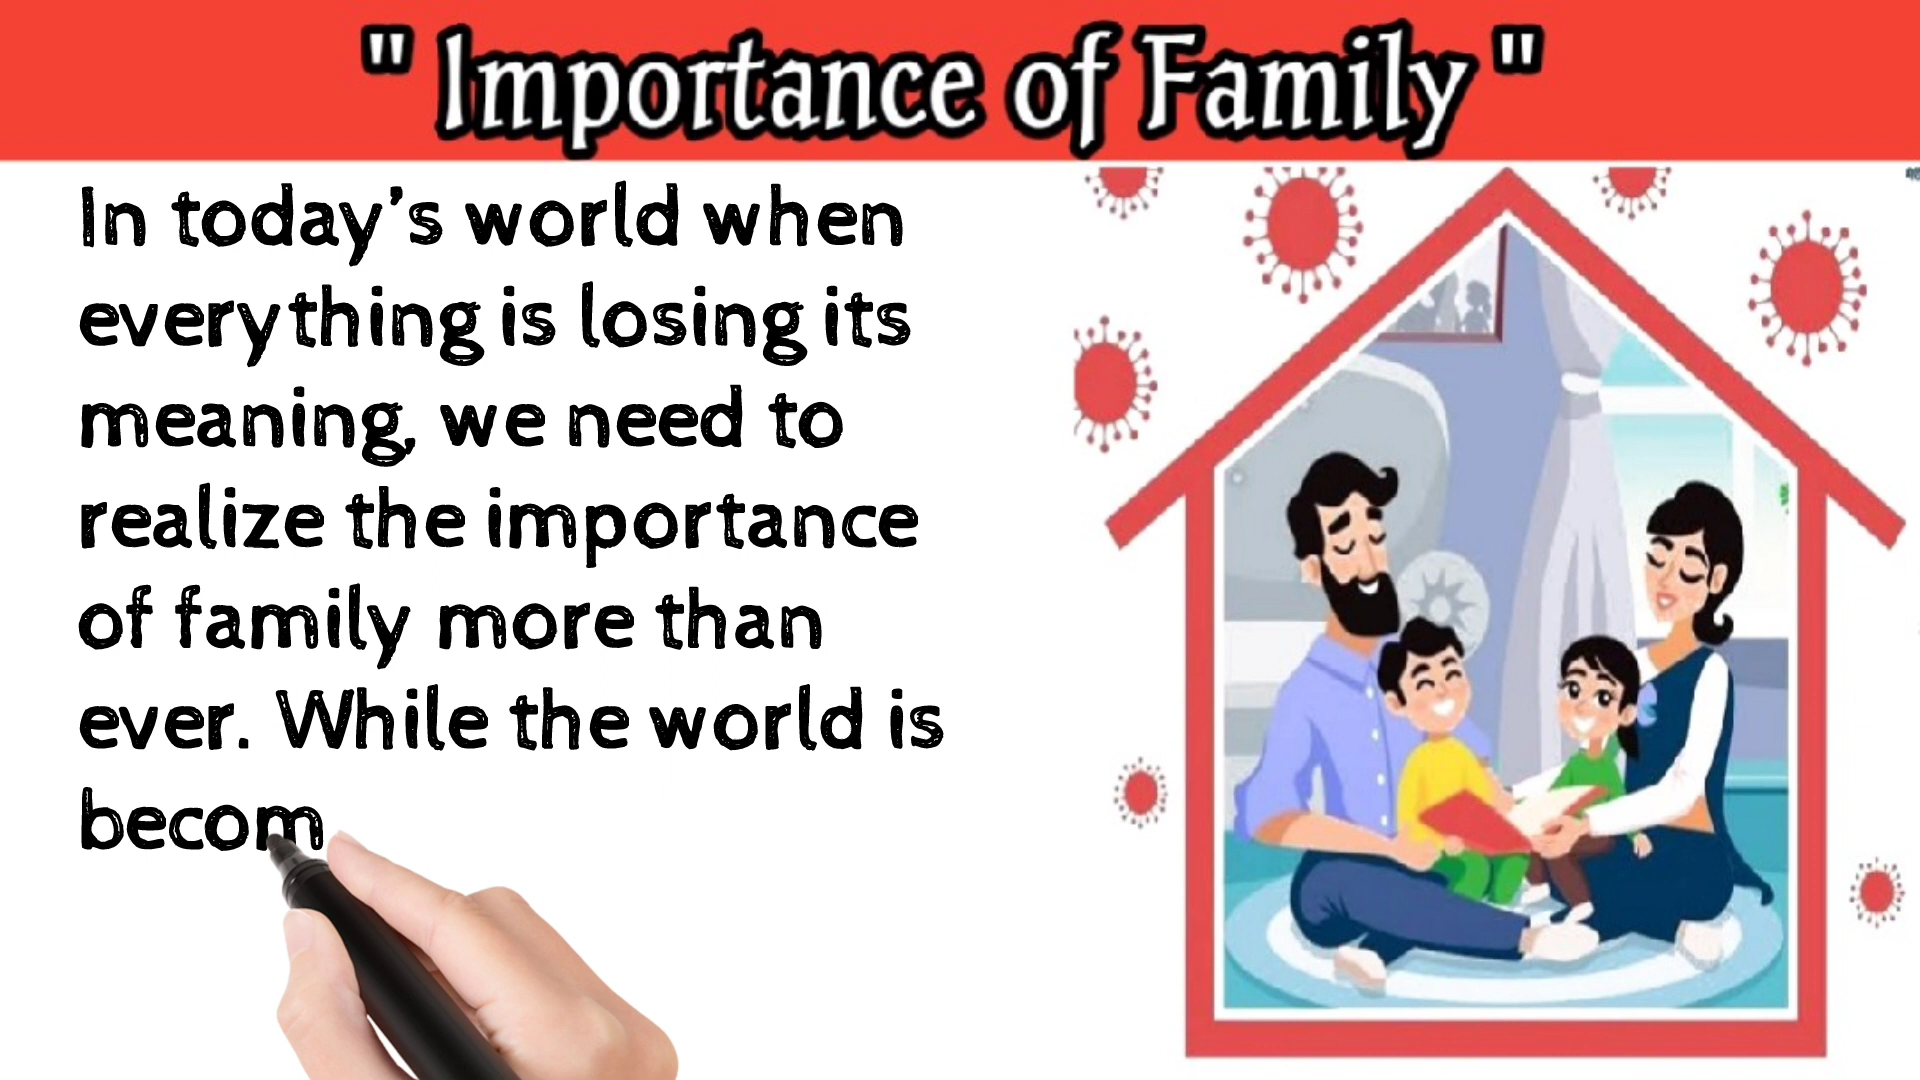 " Importance of Family "
In today’s world when
everything is losing its
meaning, we need to
realize the importance
of family more than
ever. While the world is
becom